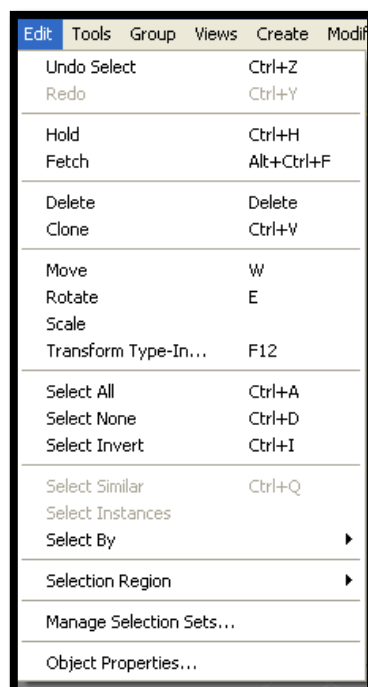 Edit Tools Group Views Create Modif
Undo Select Ctrl+Z
Redo Ctrl+Y
Hold Ctrl+H
Fetch Alt+Ctrl+F
Delete Delete
Clone Ctrl+V
Move W
Rotate E
Scale
Transform Type-In... F12
Select All Ctrl+A
Select None Ctrl+D
Select Invert Ctrl+I
Select Similar Ctrl+Q
Select Instances
Select By
Selection Region
Manage Selection Sets...
Object Properties...